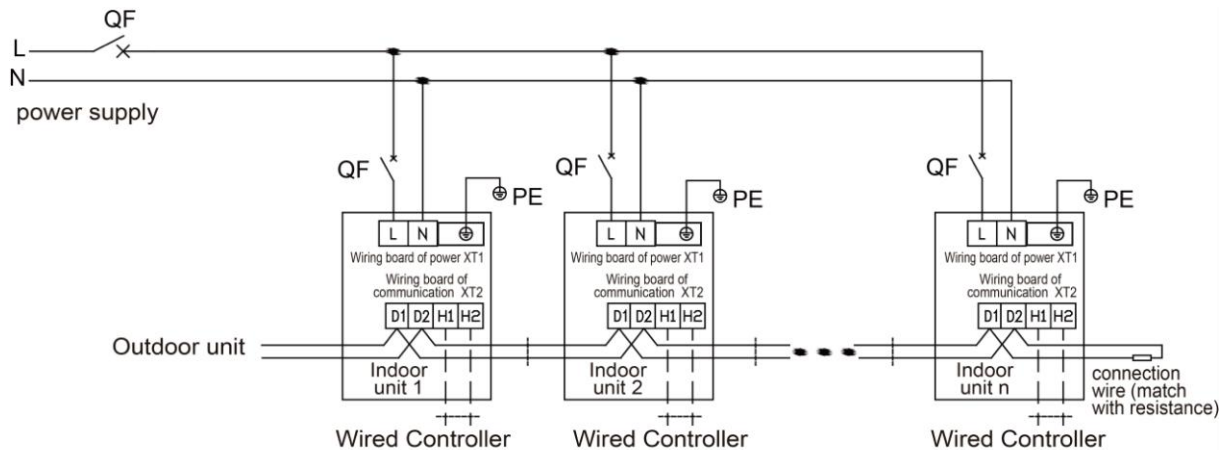 QF
L
N
power supply
QF
PE
QF
PE
QF
PE
L N
Wiring board of power XT1
Wiring board of
communication XT2
D1 D2 H1 H2
L N
Wiring board of power XT1
Wiring board of
communication XT2
D1 D2 H1 H2
L N
Wiring board of power XT1
Wiring board of
communication XT2
D1 D2 H1 H2
Outdoor unit
Indoor
unit 1
Indoor
unit 2
Indoor
unit n
connection
wire (match
with resistance)
Wired Controller
Wired Controller
Wired Controller